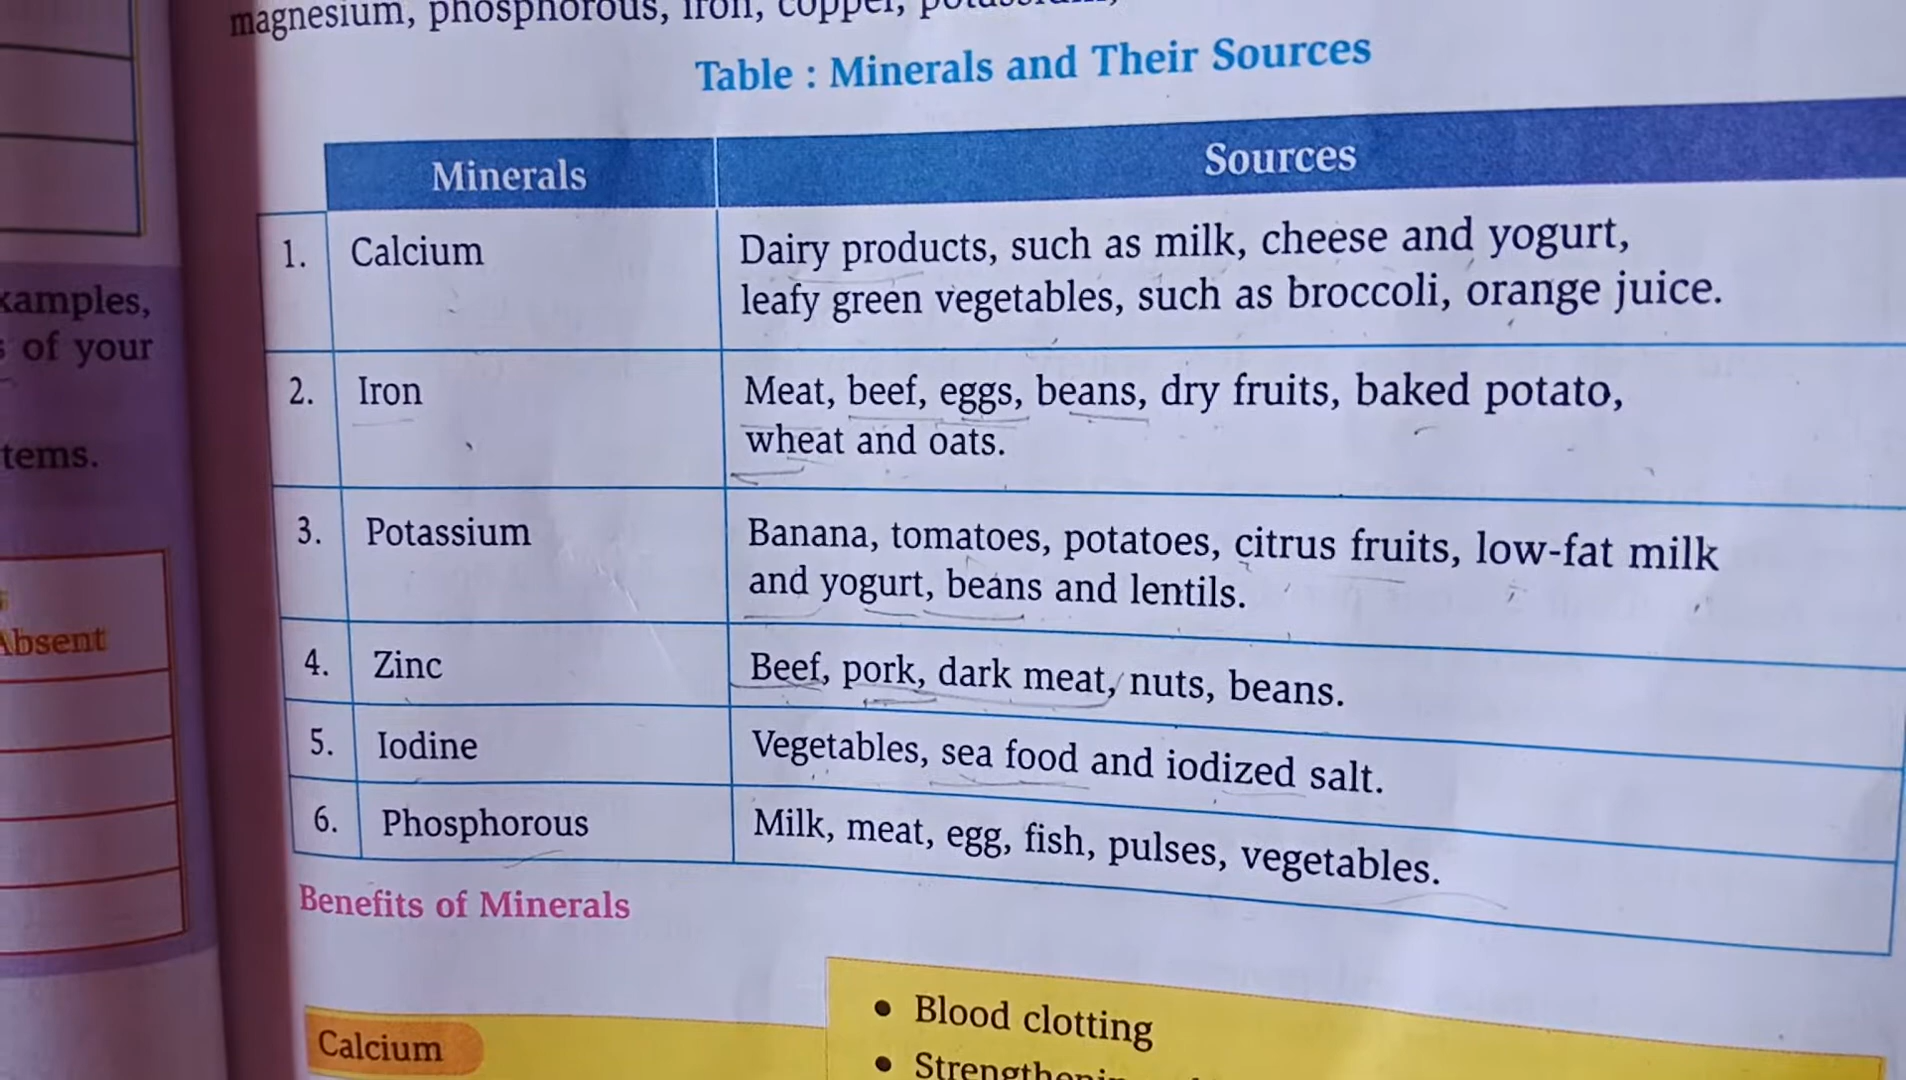 magnesium, phosphorous, iron, copper,
Table : Minerals and Their Sources
Minerals Sources
1. Calcium Dairy products, such as milk, cheese and yogurt,
leafy green vegetables, such as broccoli, orange juice.
2. Iron Meat, beef, eggs, beans, dry fruits, baked potato,
wheat and oats.
3. Potassium Banana, tomatoes, potatoes, citrus fruits, low-fat milk
and yogurt, beans and lentils.
4. Zinc Beef, pork, dark meat, nuts, beans.
5. Iodine Vegetables, sea food and iodized salt.
6. Phosphorous Milk, meat, egg, fish, pulses, vegetables.
Benefits of Minerals
Calcium
• Blood clotting
of your
Absent